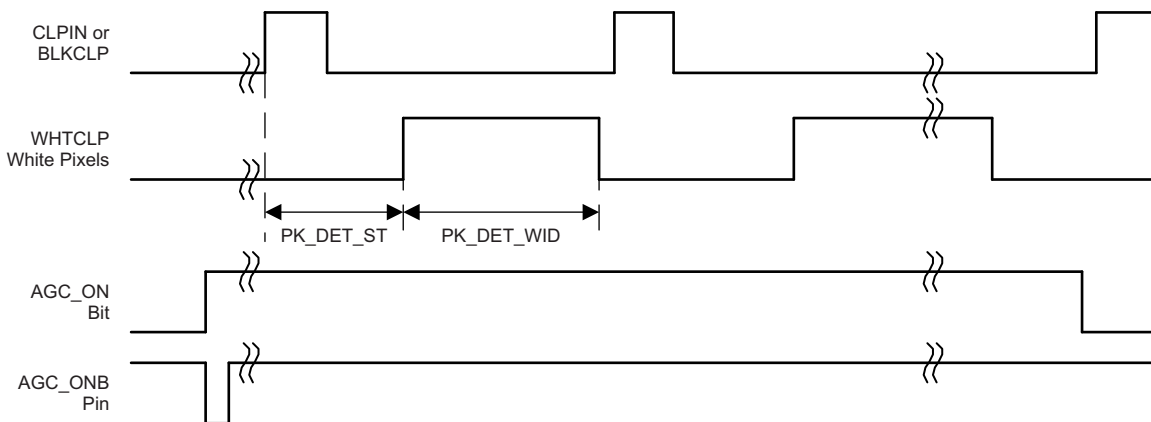 CLPIN or
BLKCLP
WHTCLP
White Pixels
PK_DET_ST
PK_DET_WID
AGC_ON
Bit
AGC_ONB
Pin